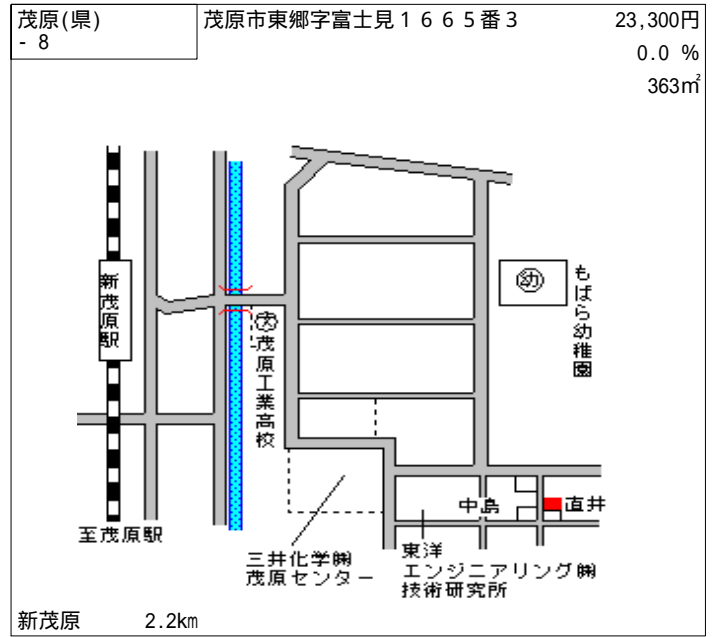 茂原(県)
- 8
茂原市東郷字富士見1665番3
23,300円
0.0 %
363㎡
新茂原駅
幼
もばら幼稚園
茂原工業高校
中島
直井
至茂原駅
三井化学㈱
茂原センター
東洋
エンジニアリング㈱
技術研究所
新茂原 2.2km